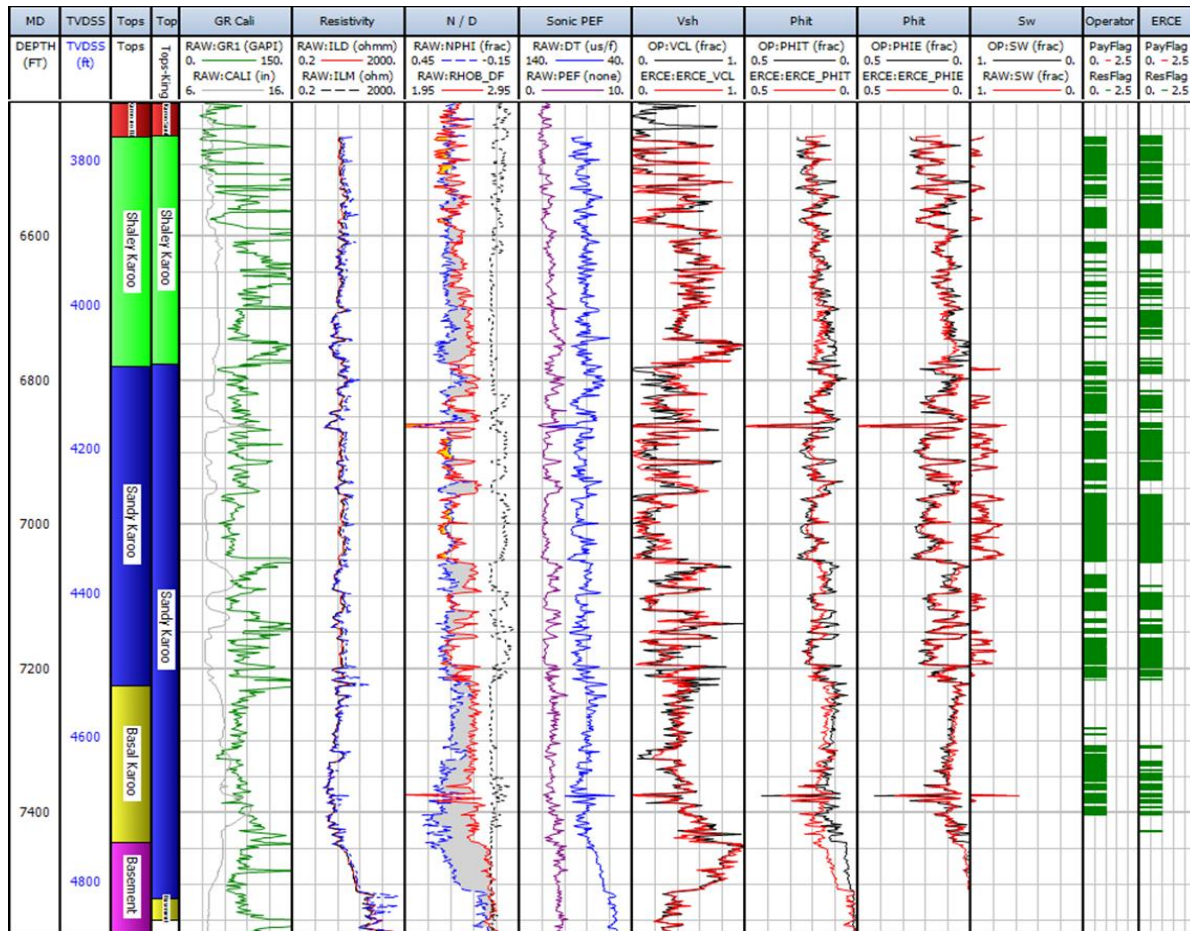 MD TVDSS Tops Top GR Cali Resistivity N / D Sonic PEF Vsh Phit Phit Sw Operator ERCE
DEPTH (FT)
TVDSS (ft)
Tops
Tops-King
RAW:GR1 (GAPI)
0. 150.
RAW:CALI (in)
6. 16.
RAW:ILD (ohmm)
0.2 2000.
RAW:ILM (ohm)
0.2 2000.
RAW:NPHI (frac)
0.45 -0.15
RAW:RHOB_DF
1.95 2.95
RAW:DT (us/f)
140. 40.
RAW:PEF (none)
0. 10.
OP:VCL (frac)
0. 1.
ERCE:ERCE_VCL
0. 1.
OP:PHIT (frac)
0.5 0.
ERCE:ERCE_PHIT
0.5 0.
OP:PHIE (frac)
0.5 0.
ERCE:ERCE_PHIE
0.5 0.
OP:SW (frac)
1. 0.
RAW:SW (frac)
1. 0.
PayFlag
0. 2.5
ResFlag
0. 2.5
PayFlag
0. 2.5
ResFlag
0. 2.5
6600
6800
7000
7200
7400
3800
4000
4200
4400
4600
4800
Shaley Karoo
Sandy Karoo
Basal Karoo
Basement
Shaley Karoo
Sandy Karoo